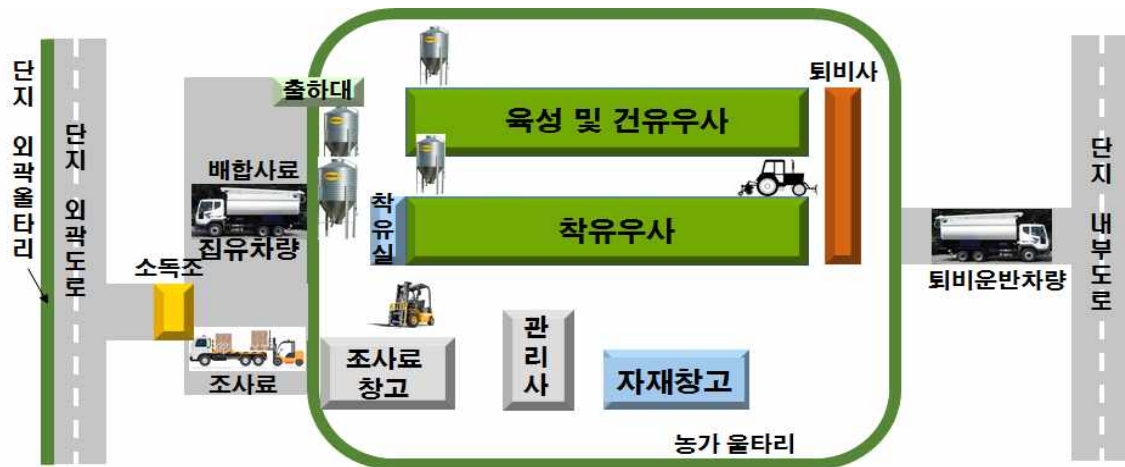 단지 외곽울타리
단지 외곽도로
출하대
배합사료
집유차량
소독조
조사료
육성 및 건유우사
착유실
착유우사
퇴비사
조사료
창고
관리사
자재창고
농가 울타리
퇴비운반차량
단지 내부도로